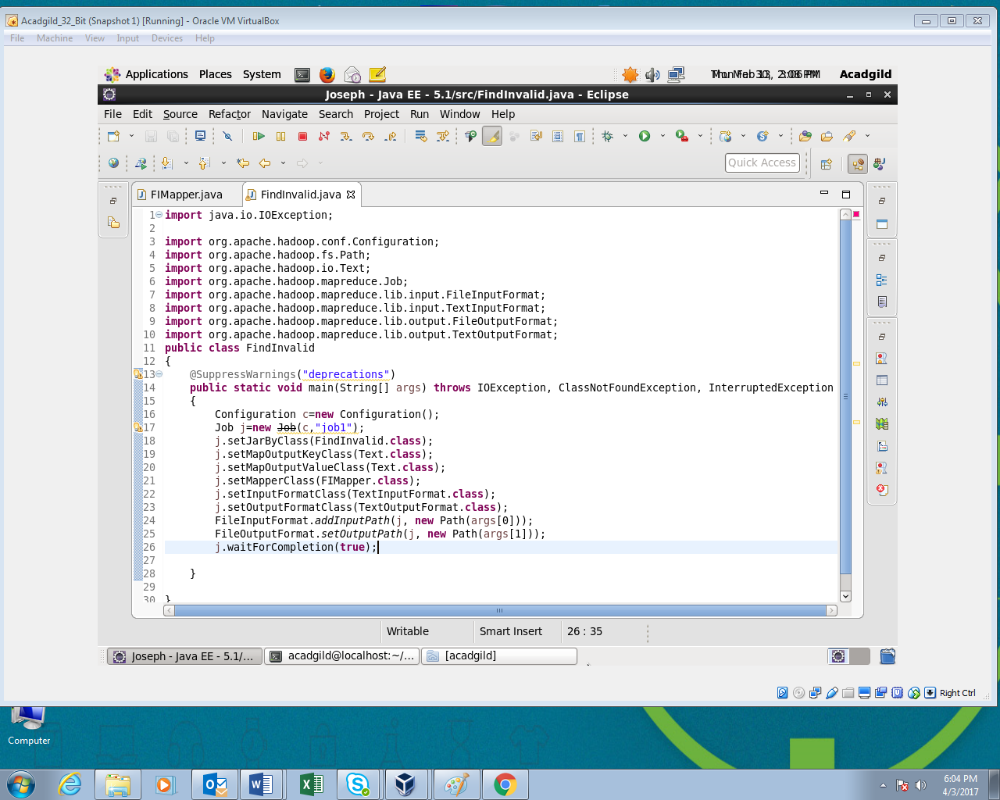 Acadgild_32_Bit (Snapshot 1) [Running] - Oracle VM VirtualBox
File Machine View Input Devices Help
Applications Places System
Acadgild
Joseph - Java EE - 5.1/src/FindInvalid.java - Eclipse
File Edit Source Refactor Navigate Search Project Run Window Help
Quick Access
FIMapper.java FindInvalid.java
1 import java.io.IOException;
2
3 import org.apache.hadoop.conf.Configuration;
4 import org.apache.hadoop.fs.Path;
5 import org.apache.hadoop.io.Text;
6 import org.apache.hadoop.mapreduce.Job;
7 import org.apache.hadoop.mapreduce.lib.input.FileInputFormat;
8 import org.apache.hadoop.mapreduce.lib.input.TextInputFormat;
9 import org.apache.hadoop.mapreduce.lib.output.FileOutputFormat;
10 import org.apache.hadoop.mapreduce.lib.output.TextOutputFormat;
11 public class FindInvalid
12 {
13 @SuppressWarnings("deprecations")
14 public static void main(String[] args) throws IOException, ClassNotFoundException, InterruptedException
15 {
16 Configuration c=new Configuration();
17 Job j=new Job(c,"job1");
18 j.setJarByClass(FindInvalid.class);
19 j.setMapOutputKeyClass(Text.class);
20 j.setMapOutputValueClass(Text.class);
21 j.setMapperClass(FIMapper.class);
22 j.setInputFormatClass(TextInputFormat.class);
23 j.setOutputFormatClass(TextOutputFormat.class);
24 FileInputFormat.addInputPath(j, new Path(args[0]));
25 FileOutputFormat.setOutputPath(j, new Path(args[1]));
26 j.waitForCompletion(true);
27
28 }
29
30 }
Writable Smart Insert 26 : 35
Joseph - Java EE - 5.1/... acadgild@localhost:~/... [acadgild]
Right Ctrl
Computer
6:04 PM
4/3/2017